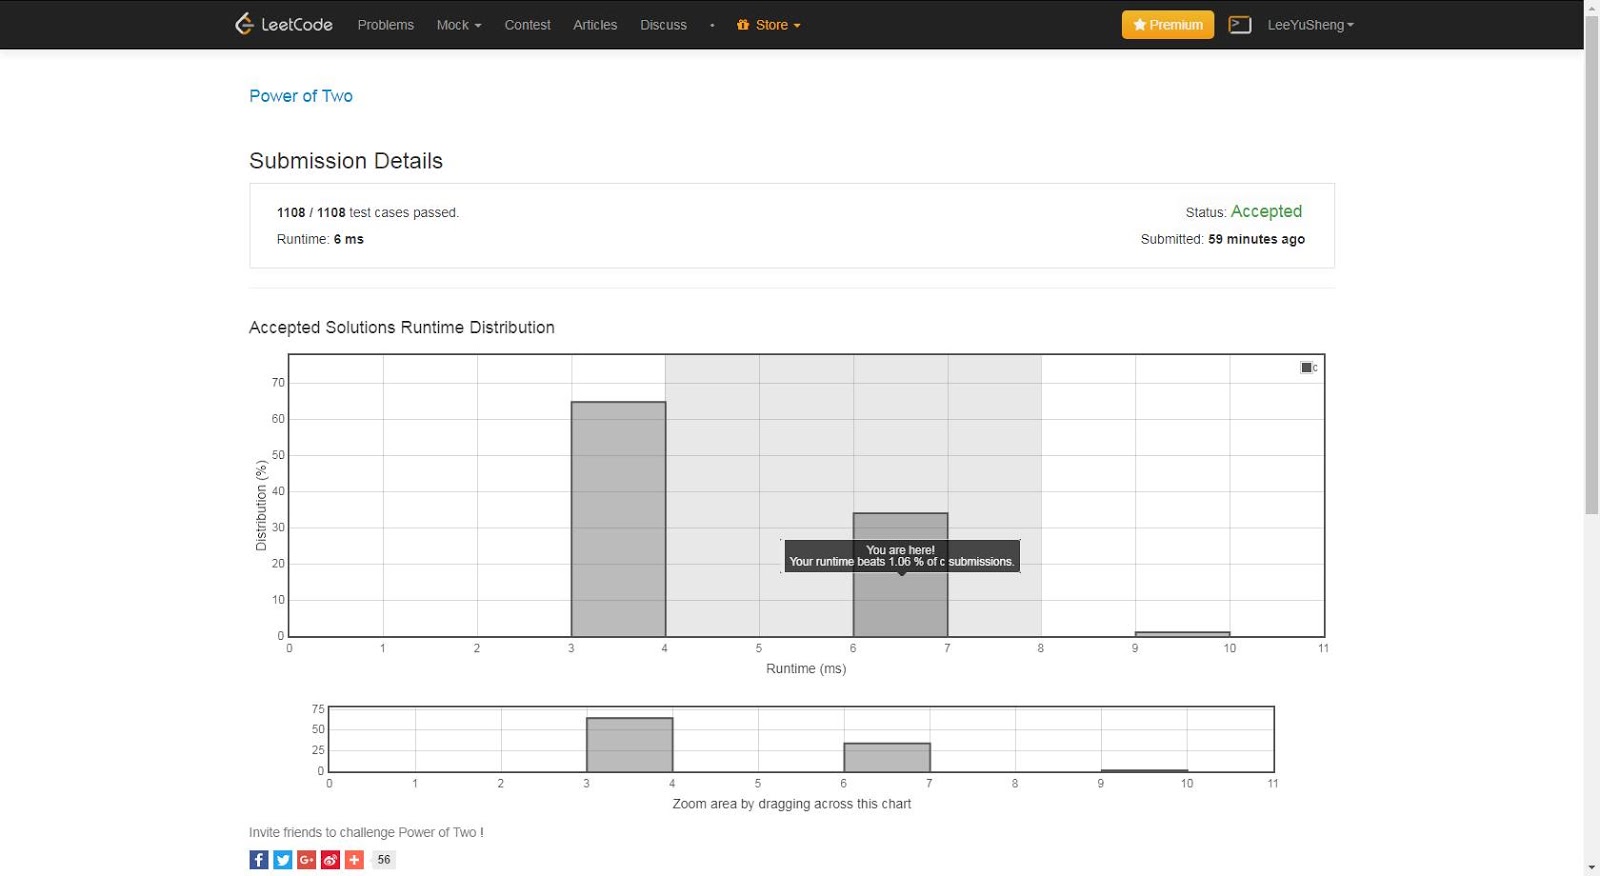 LeetCode Problems Mock Contest Articles Discuss • Store Premium LeeYuSheng
Power of Two
Submission Details
1108 / 1108 test cases passed.
Status: Accepted
Runtime: 6 ms
Submitted: 59 minutes ago
Accepted Solutions Runtime Distribution
c
70
60
50
40
30
20
10
0
Distribution (%)
You are here!
Your runtime beats 1.06 % of c submissions.
0 1 2 3 4 5 6 7 8 9 10 11
Runtime (ms)
75
50
25
0
0 1 2 3 4 5 6 7 8 9 10 11
Zoom area by dragging across this chart
Invite friends to challenge Power of Two !
56